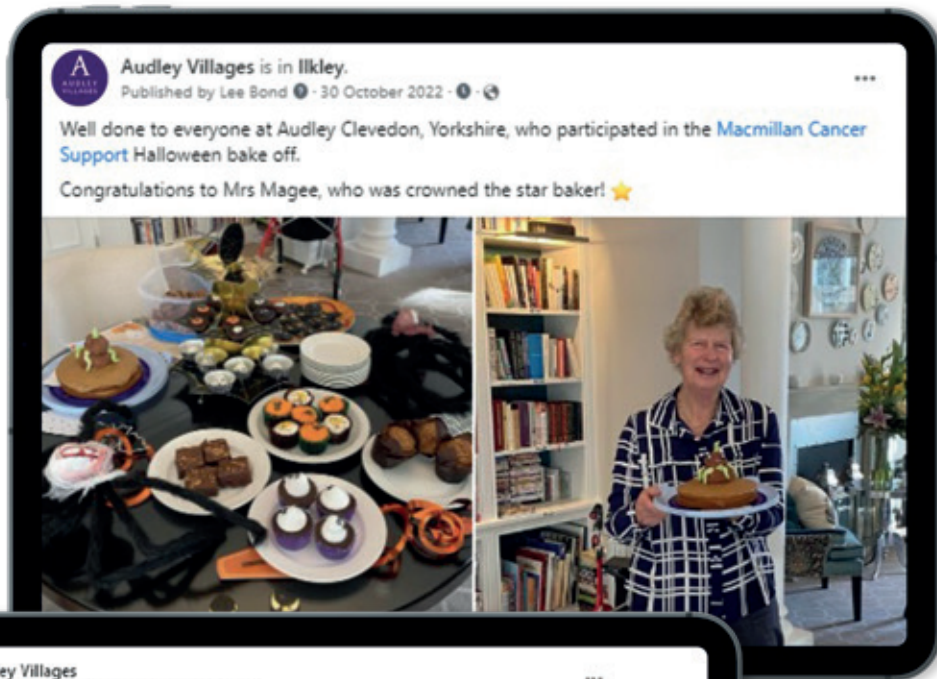 A
AUDLEY
VILLAGES
Audley Villages is in Ilkley.
Published by Lee Bond · 30 October 2022 ·
Well done to everyone at Audley Clevedon, Yorkshire, who participated in the Macmillan Cancer
Support Halloween bake off.
Congratulations to Mrs Magee, who was crowned the star baker! ⭐
ey Villages